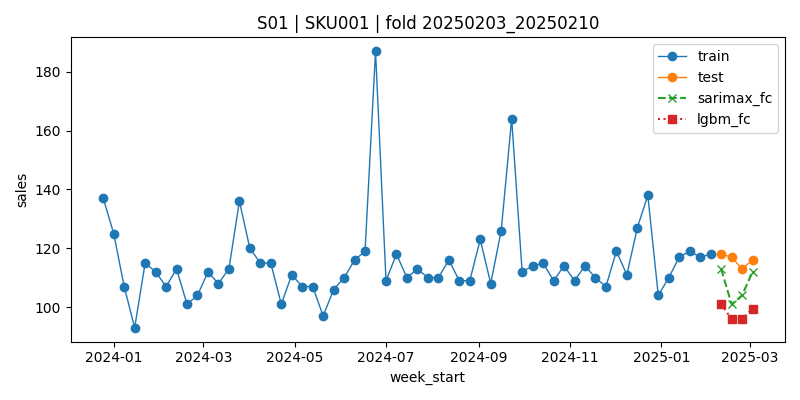 S01 | SKU001 | fold 20250203_20250210
train
test
sarimax_fc
lgbm_fc
180
160
140
120
100
sales
2024-01
2024-03
2024-05
2024-07
2024-09
2024-11
2025-01
2025-03
week_start